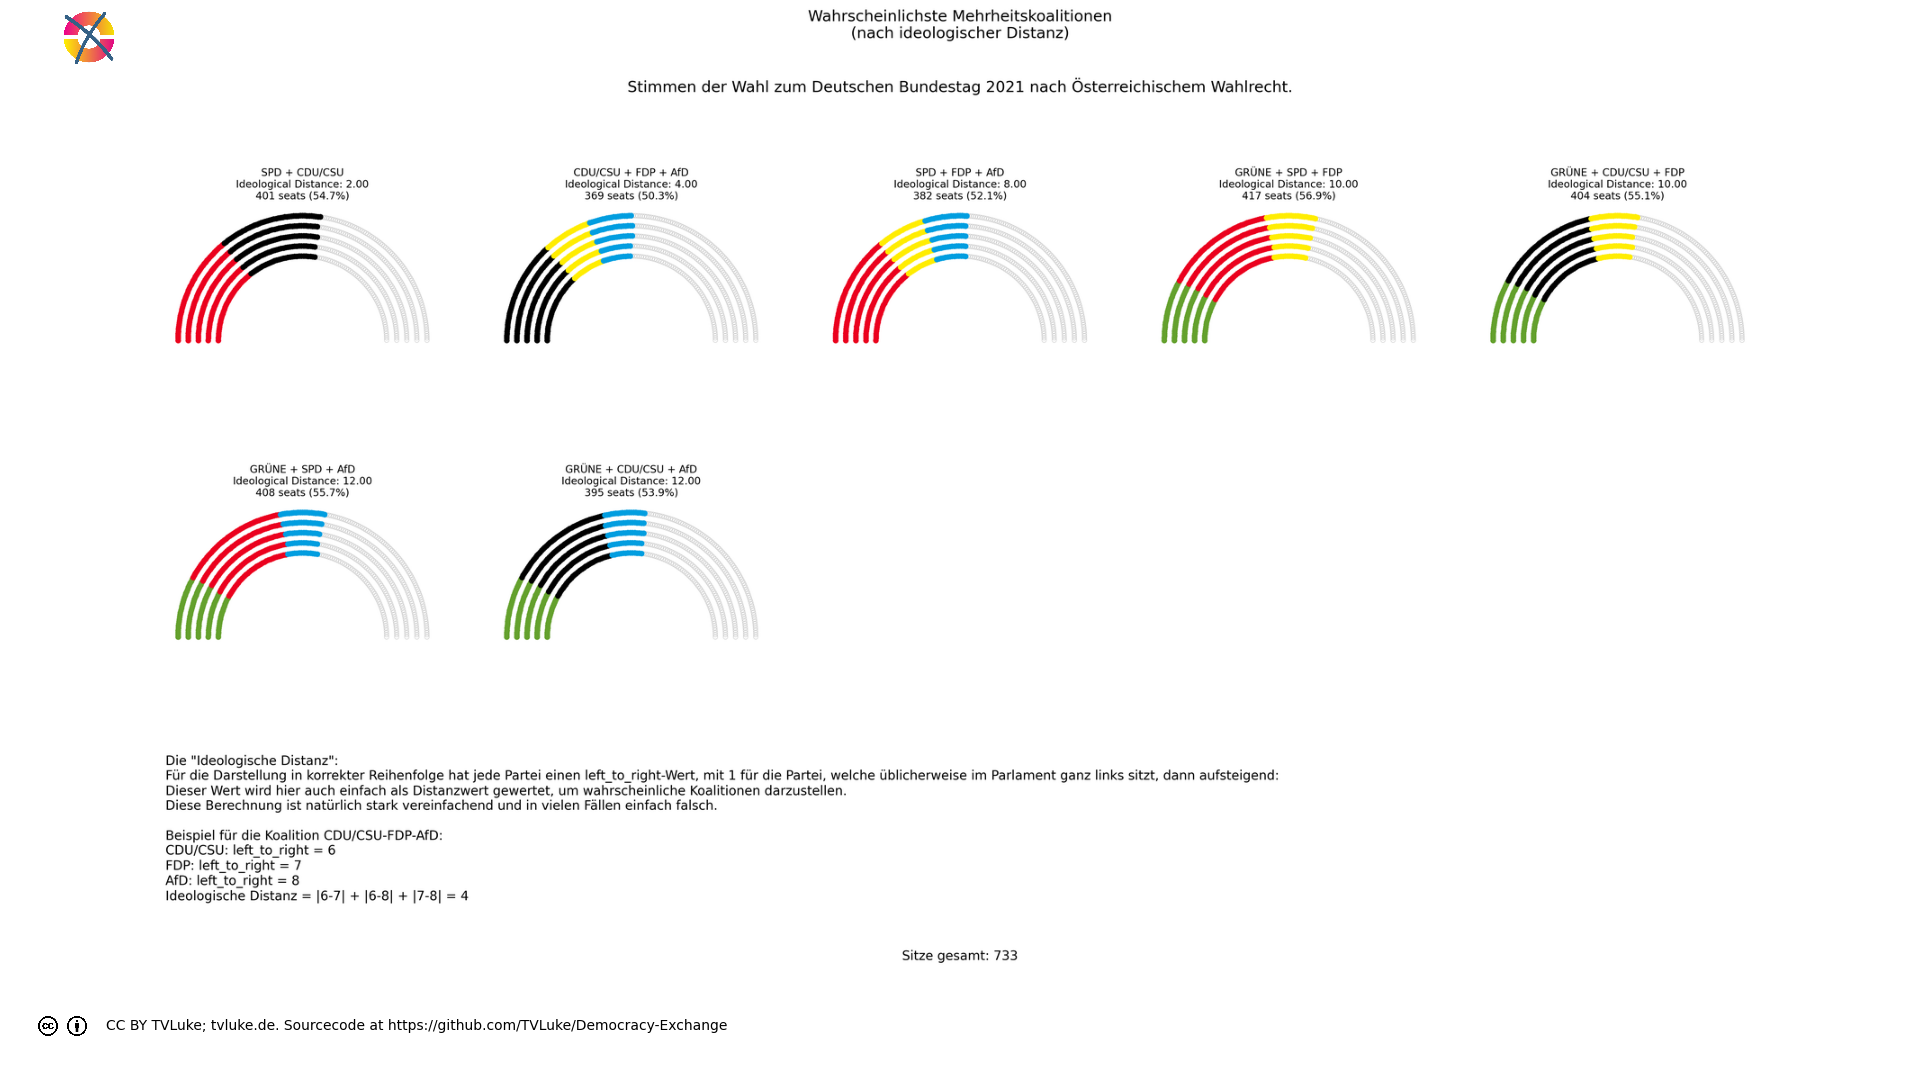 Wahrscheinlichste Mehrheitskoalitionen
(nach ideologischer Distanz)
Stimmen der Wahl zum Deutschen Bundestag 2021 nach Österreichischem Wahlrecht.
SPD + CDU/CSU
Ideological Distance: 2.00
401 seats (54.7%)
CDU/CSU + FDP + AfD
Ideological Distance: 4.00
369 seats (50.3%)
SPD + FDP + AfD
Ideological Distance: 8.00
382 seats (52.1%)
GRÜNE + SPD + FDP
Ideological Distance: 10.00
417 seats (56.9%)
GRÜNE + CDU/CSU + FDP
Ideological Distance: 10.00
404 seats (55.1%)
GRÜNE + SPD + AfD
Ideological Distance: 12.00
408 seats (55.7%)
GRÜNE + CDU/CSU + AfD
Ideological Distance: 12.00
395 seats (53.9%)
Die "Ideologische Distanz":
Für die Darstellung in korrekter Reihenfolge hat jede Partei einen left_to_right-Wert, mit 1 für die Partei, welche üblicherweise im Parlament ganz links sitzt, dann aufsteigend:
Dieser Wert wird hier auch einfach als Distanzwert gewertet, um wahrscheinliche Koalitionen darzustellen.
Diese Berechnung ist natürlich stark vereinfachend und in vielen Fällen einfach falsch.
Beispiel für die Koalition CDU/CSU-FDP-AfD:
CDU/CSU: left_to_right = 6
FDP: left_to_right = 7
AfD: left_to_right = 8
Ideologische Distanz = |6-7| + |6-8| + |7-8| = 4
Sitze gesamt: 733
cc CC BY TVLuke; tvluke.de. Sourcecode at https://github.com/TVLuke/Democracy-Exchange